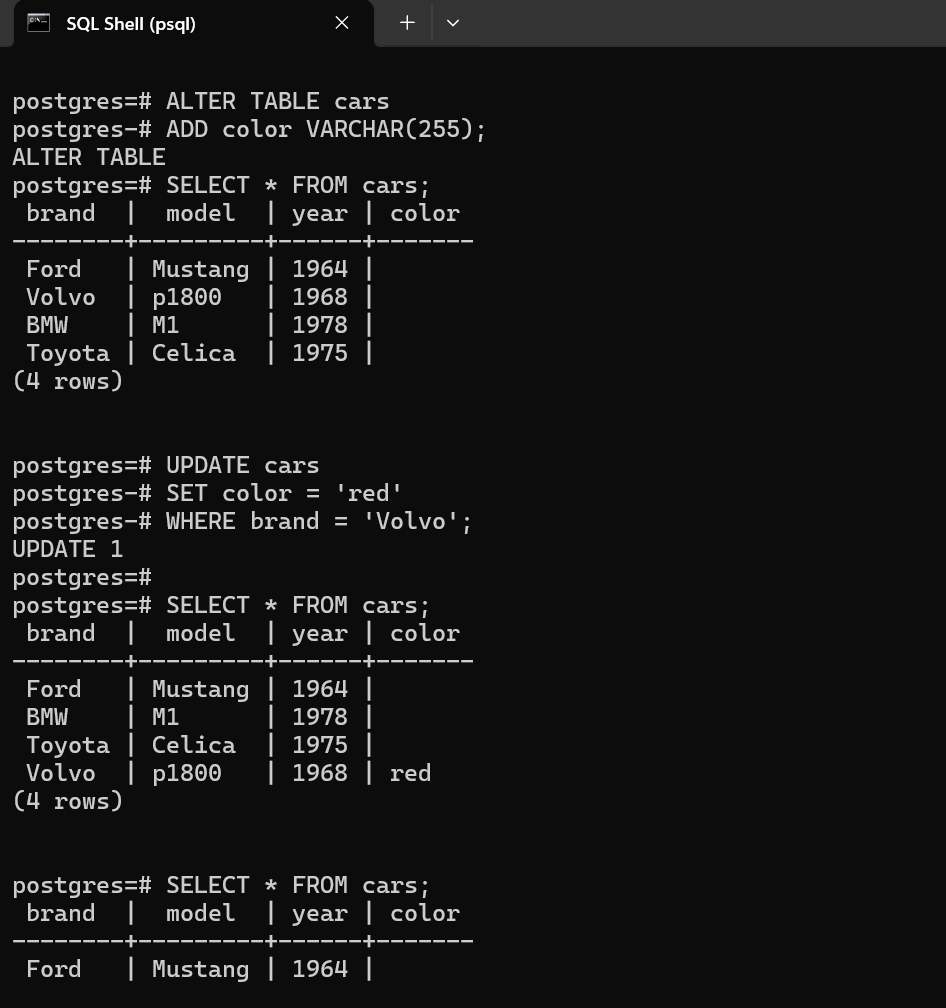 SQL Shell (psql)
postgres=# ALTER TABLE cars
postgres-# ADD color VARCHAR(255);
ALTER TABLE
postgres=# SELECT * FROM cars;
 brand  |  model  | year | color
--------+---------+------+-------
 Ford   | Mustang | 1964 |
 Volvo  | p1800   | 1968 |
 BMW    | M1      | 1978 |
 Toyota | Celica  | 1975 |
(4 rows)
postgres=# UPDATE cars
postgres-# SET color = 'red'
postgres-# WHERE brand = 'Volvo';
UPDATE 1
postgres=#
postgres=# SELECT * FROM cars;
 brand  |  model  | year | color
--------+---------+------+-------
 Ford   | Mustang | 1964 |
 BMW    | M1      | 1978 |
 Toyota | Celica  | 1975 |
 Volvo  | p1800   | 1968 | red
(4 rows)
postgres=# SELECT * FROM cars;
 brand  |  model  | year | color
--------+---------+------+-------
 Ford   | Mustang | 1964 |